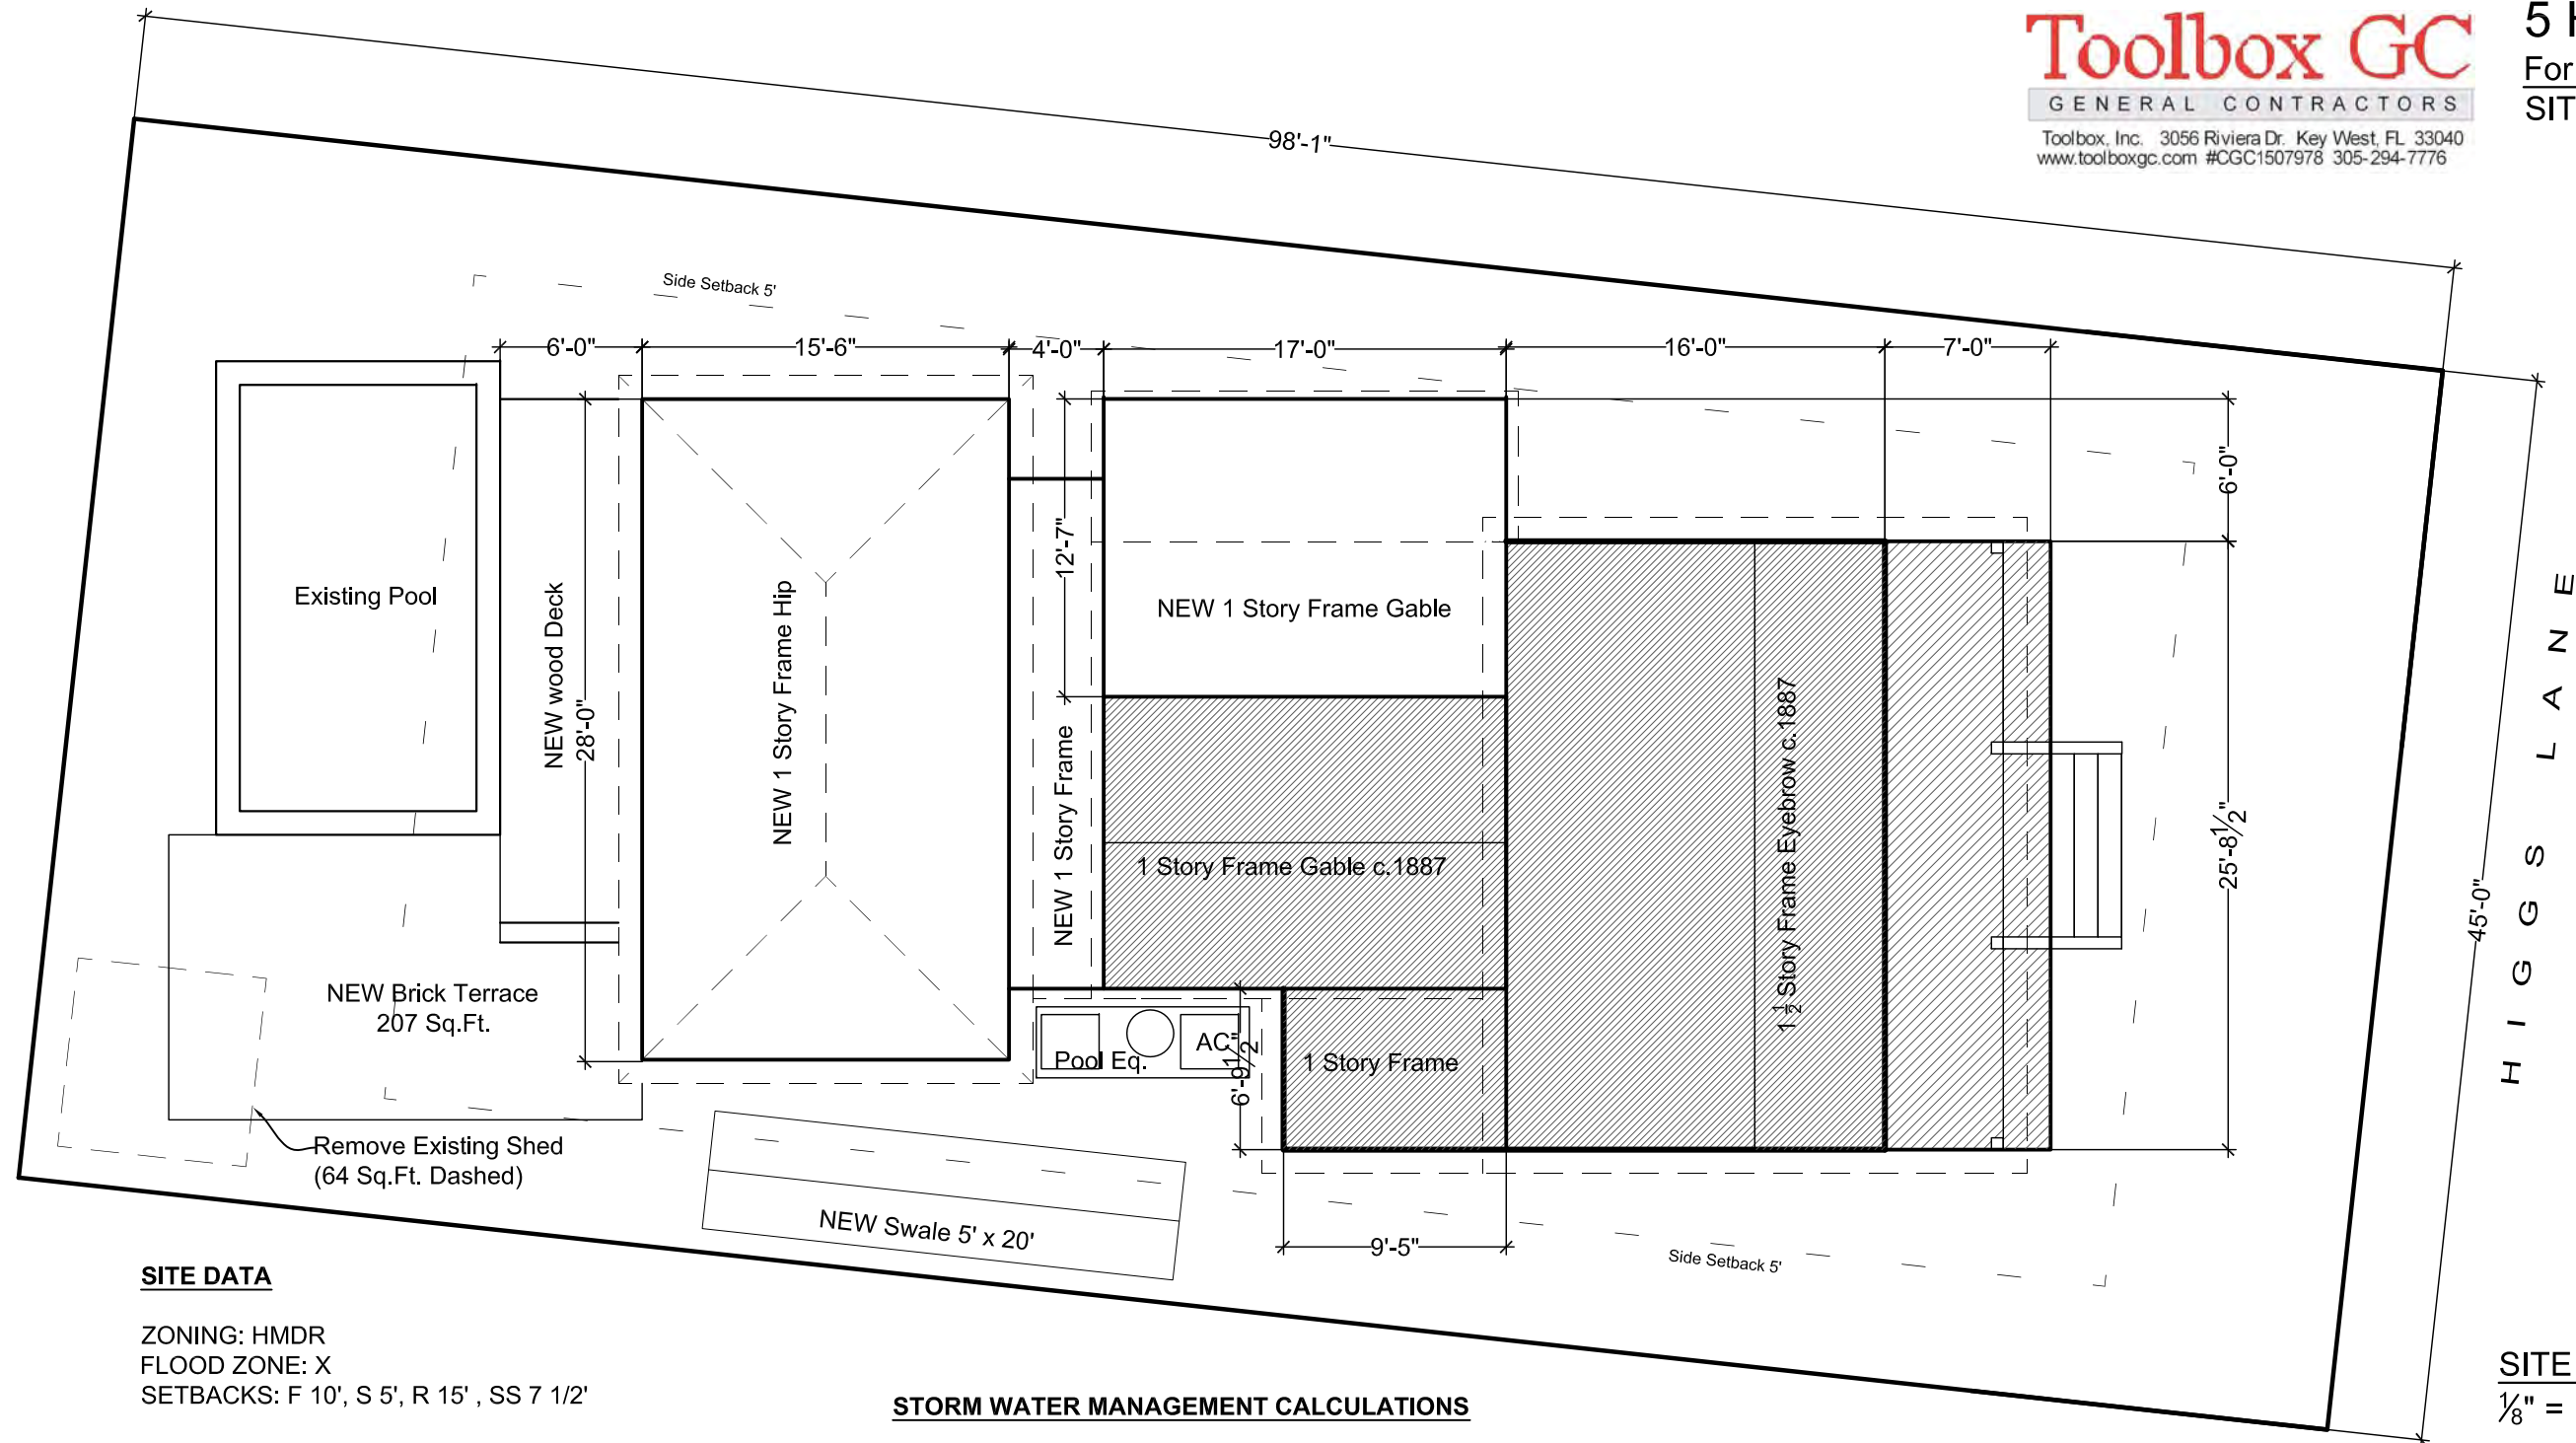 Toolbox GC
GENERAL CONTRACTORS
Toolbox, Inc. 3056 Riviera Dr. Key West, FL 33040
www.toolboxgc.com #CGC1507978 305-294-7776
5
For
SIT
98'-1"
Side Setback 5'
6'-0"
15'-6"
4'-0"
17'-0"
16'-0"
7'-0"
6'-0"
12'-7"
Existing Pool
NEW wood Deck
28'-0"
NEW 1 Story Frame Hip
NEW 1 Story Frame
NEW 1 Story Frame Gable
1 Story Frame Gable c.1887
1 1/2 Story Frame Eyebrow c.1887
25'-8 1/2"
45'-0"
HIGGS LANE
NEW Brick Terrace
207 Sq.Ft.
Pool Eq.
AC
6'-9 1/2"
1 Story Frame
Remove Existing Shed
(64 Sq.Ft. Dashed)
NEW Swale 5' x 20'
9'-5"
Side Setback 5'
SITE DATA
ZONING: HMDR
FLOOD ZONE: X
SETBACKS: F 10', S 5', R 15' , SS 7 1/2'
STORM WATER MANAGEMENT CALCULATIONS
SITE
1/8" =